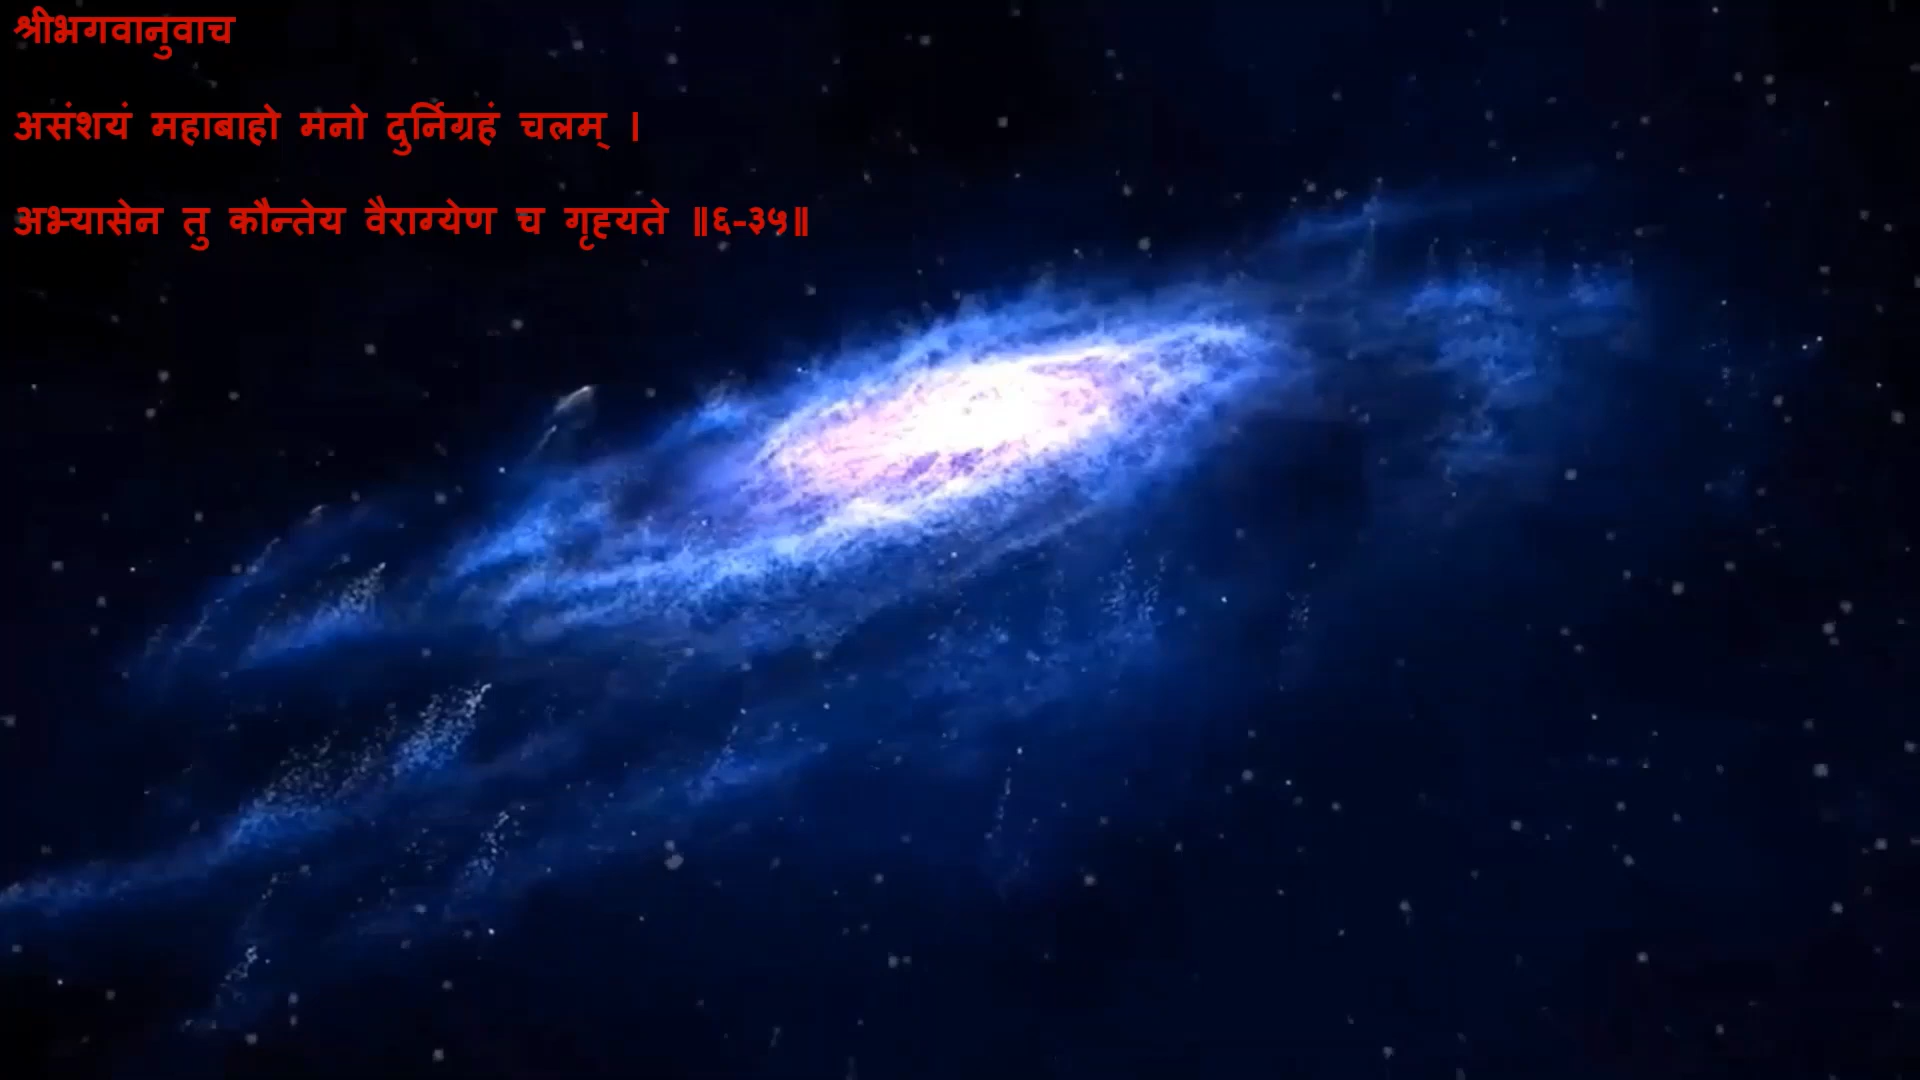 श्रीभगवानुवाच
असंशयं महाबाहो मनो दुर्निग्रहं चलम् ।
अभ्यासेन तु कौन्तेय वैराग्येण च गृह्यते ॥६-३५॥